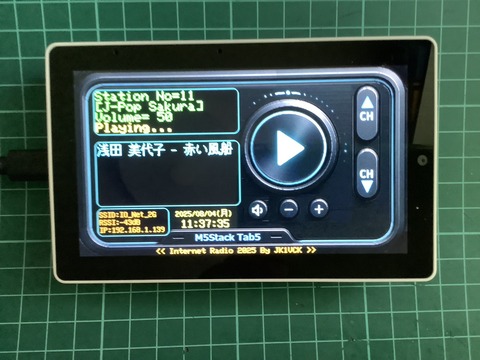 Station No=11
[J-Pop Sakura]
Volume= 50
Playing...
浅田 美代子 - 赤い風船
CH
CH
SSID:IO_Net_2G
RSSI:-43dB
IP:192.168.1.139
2025/08/04(月)
11:37:35
M5Stack Tab5
<< Internet Radio 2025 By JK1VCK >>